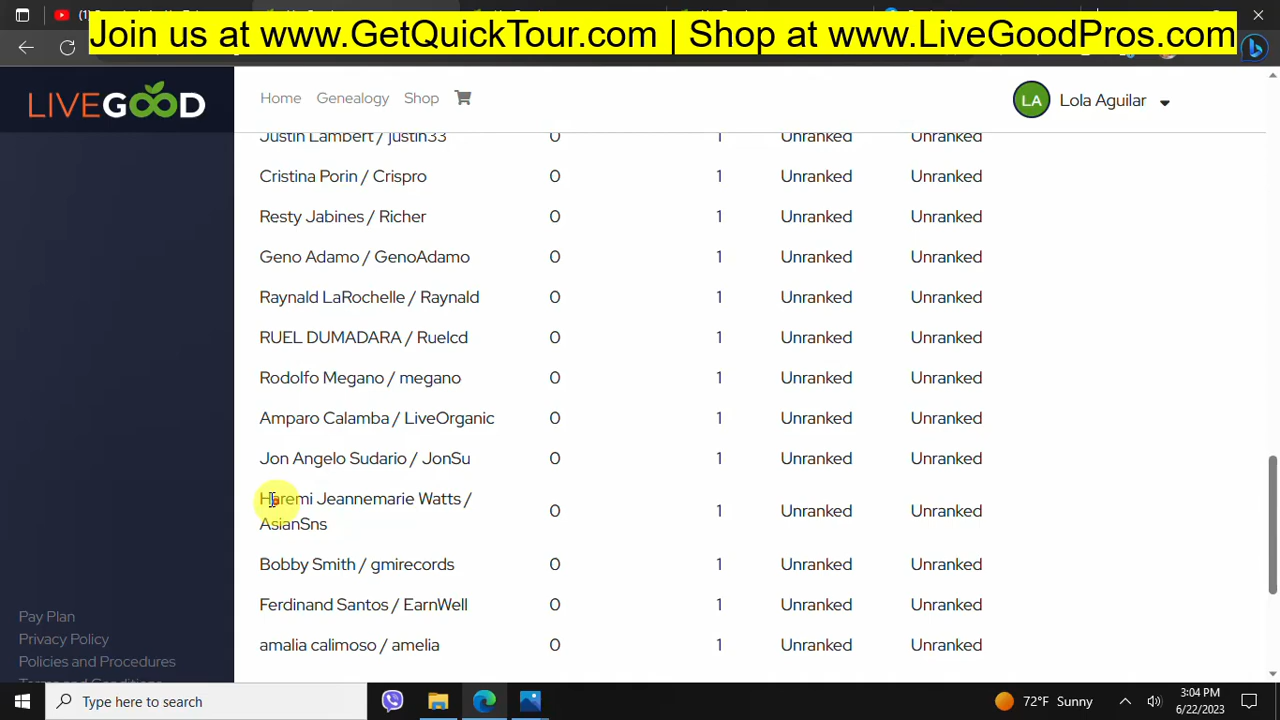 Join us at www.GetQuickTour.com | Shop at www.LiveGoodPros.com
LIVEGOOD
Home Genealogy Shop
LA Lola Aguilar
Justin Lambert / justin33 0 1 Unranked Unranked
Cristina Porin / Crispro 0 1 Unranked Unranked
Resty Jabines / Richer 0 1 Unranked Unranked
Geno Adamo / GenoAdamo 0 1 Unranked Unranked
Raynald LaRochelle / Raynald 0 1 Unranked Unranked
RUEL DUMADARA / Ruelcd 0 1 Unranked Unranked
Rodolfo Megano / megano 0 1 Unranked Unranked
Amparo Calamba / LiveOrganic 0 1 Unranked Unranked
Jon Angelo Sudario / JonSu 0 1 Unranked Unranked
Haremi Jeannemarie Watts /
AsianSns 0 1 Unranked Unranked
Bobby Smith / gmirecords 0 1 Unranked Unranked
Ferdinand Santos / EarnWell 0 1 Unranked Unranked
amalia calimoso / amelia 0 1 Unranked Unranked
Pay Plan
Privacy Policy
Policies and Procedures
Terms and Conditions
Type here to search
72°F Sunny
3:04 PM
6/22/2023